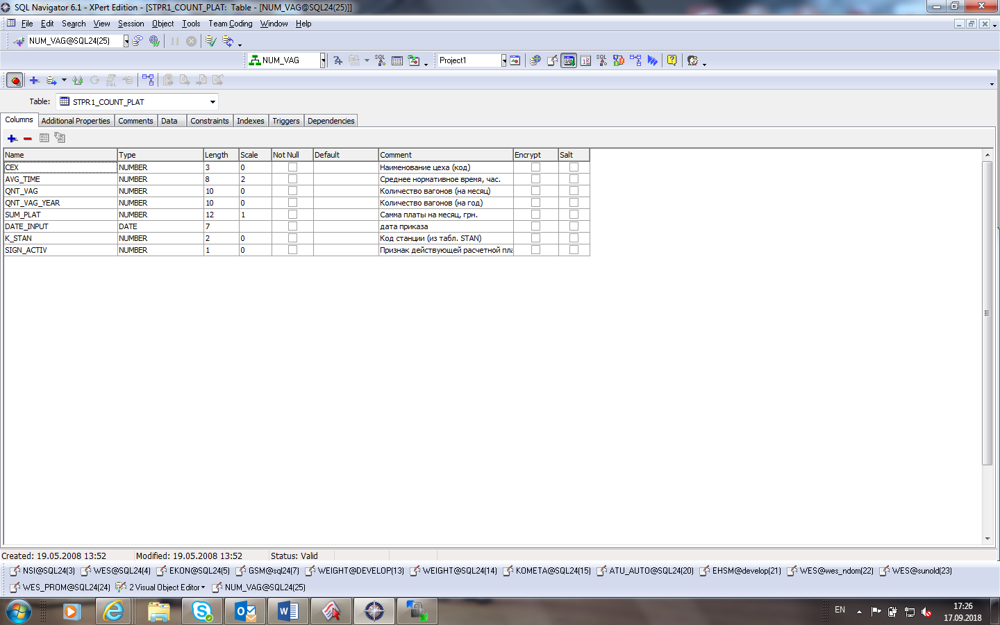 SQL Navigator 6.1 - XPert Edition - [STPR1_COUNT_PLAT: Table - [NUM_VAG@SQL24(25)]]
File Edit Search View Session Object Tools Team Coding Window Help
NUM_VAG@SQL24(25)
NUM_VAG Project1
Table: STPR1_COUNT_PLAT
Columns Additional Properties Comments Data Constraints Indexes Triggers Dependencies
Name Type Length Scale Not Null Default Comment Encrypt Salt
CEX NUMBER 3 0 Наименование цеха (код)
AVG_TIME NUMBER 8 2 Среднее нормативное время, час.
QNT_VAG NUMBER 10 0 Количество вагонов (на месяц)
QNT_VAG_YEAR NUMBER 10 0 Количество вагонов (на год)
SUM_PLAT NUMBER 12 1 Самма платы на месяц, грн.
DATE_INPUT DATE 7 дата приказа
K_STAN NUMBER 2 0 Код станции (из табл. STAN)
SIGN_ACTIV NUMBER 1 0 Признак действующей расчетной пла
Created: 19.05.2008 13:52 Modified: 19.05.2008 13:52 Status: Valid
NSI@SQL24(3) WES@SQL24(4) EKON@SQL24(5) GSM@sql24(7) WEIGHT@DEVELOP(13) WEIGHT@SQL24(14) KOMETA@SQL24(15) ATU_AUTO@SQL24(20) EHSM@develop(21) WES@wes_ndom(22) WES@sunold(23)
WES_PROM@SQL24(24) 2 Visual Object Editor NUM_VAG@SQL24(25)
EN 17:26
17.09.2018